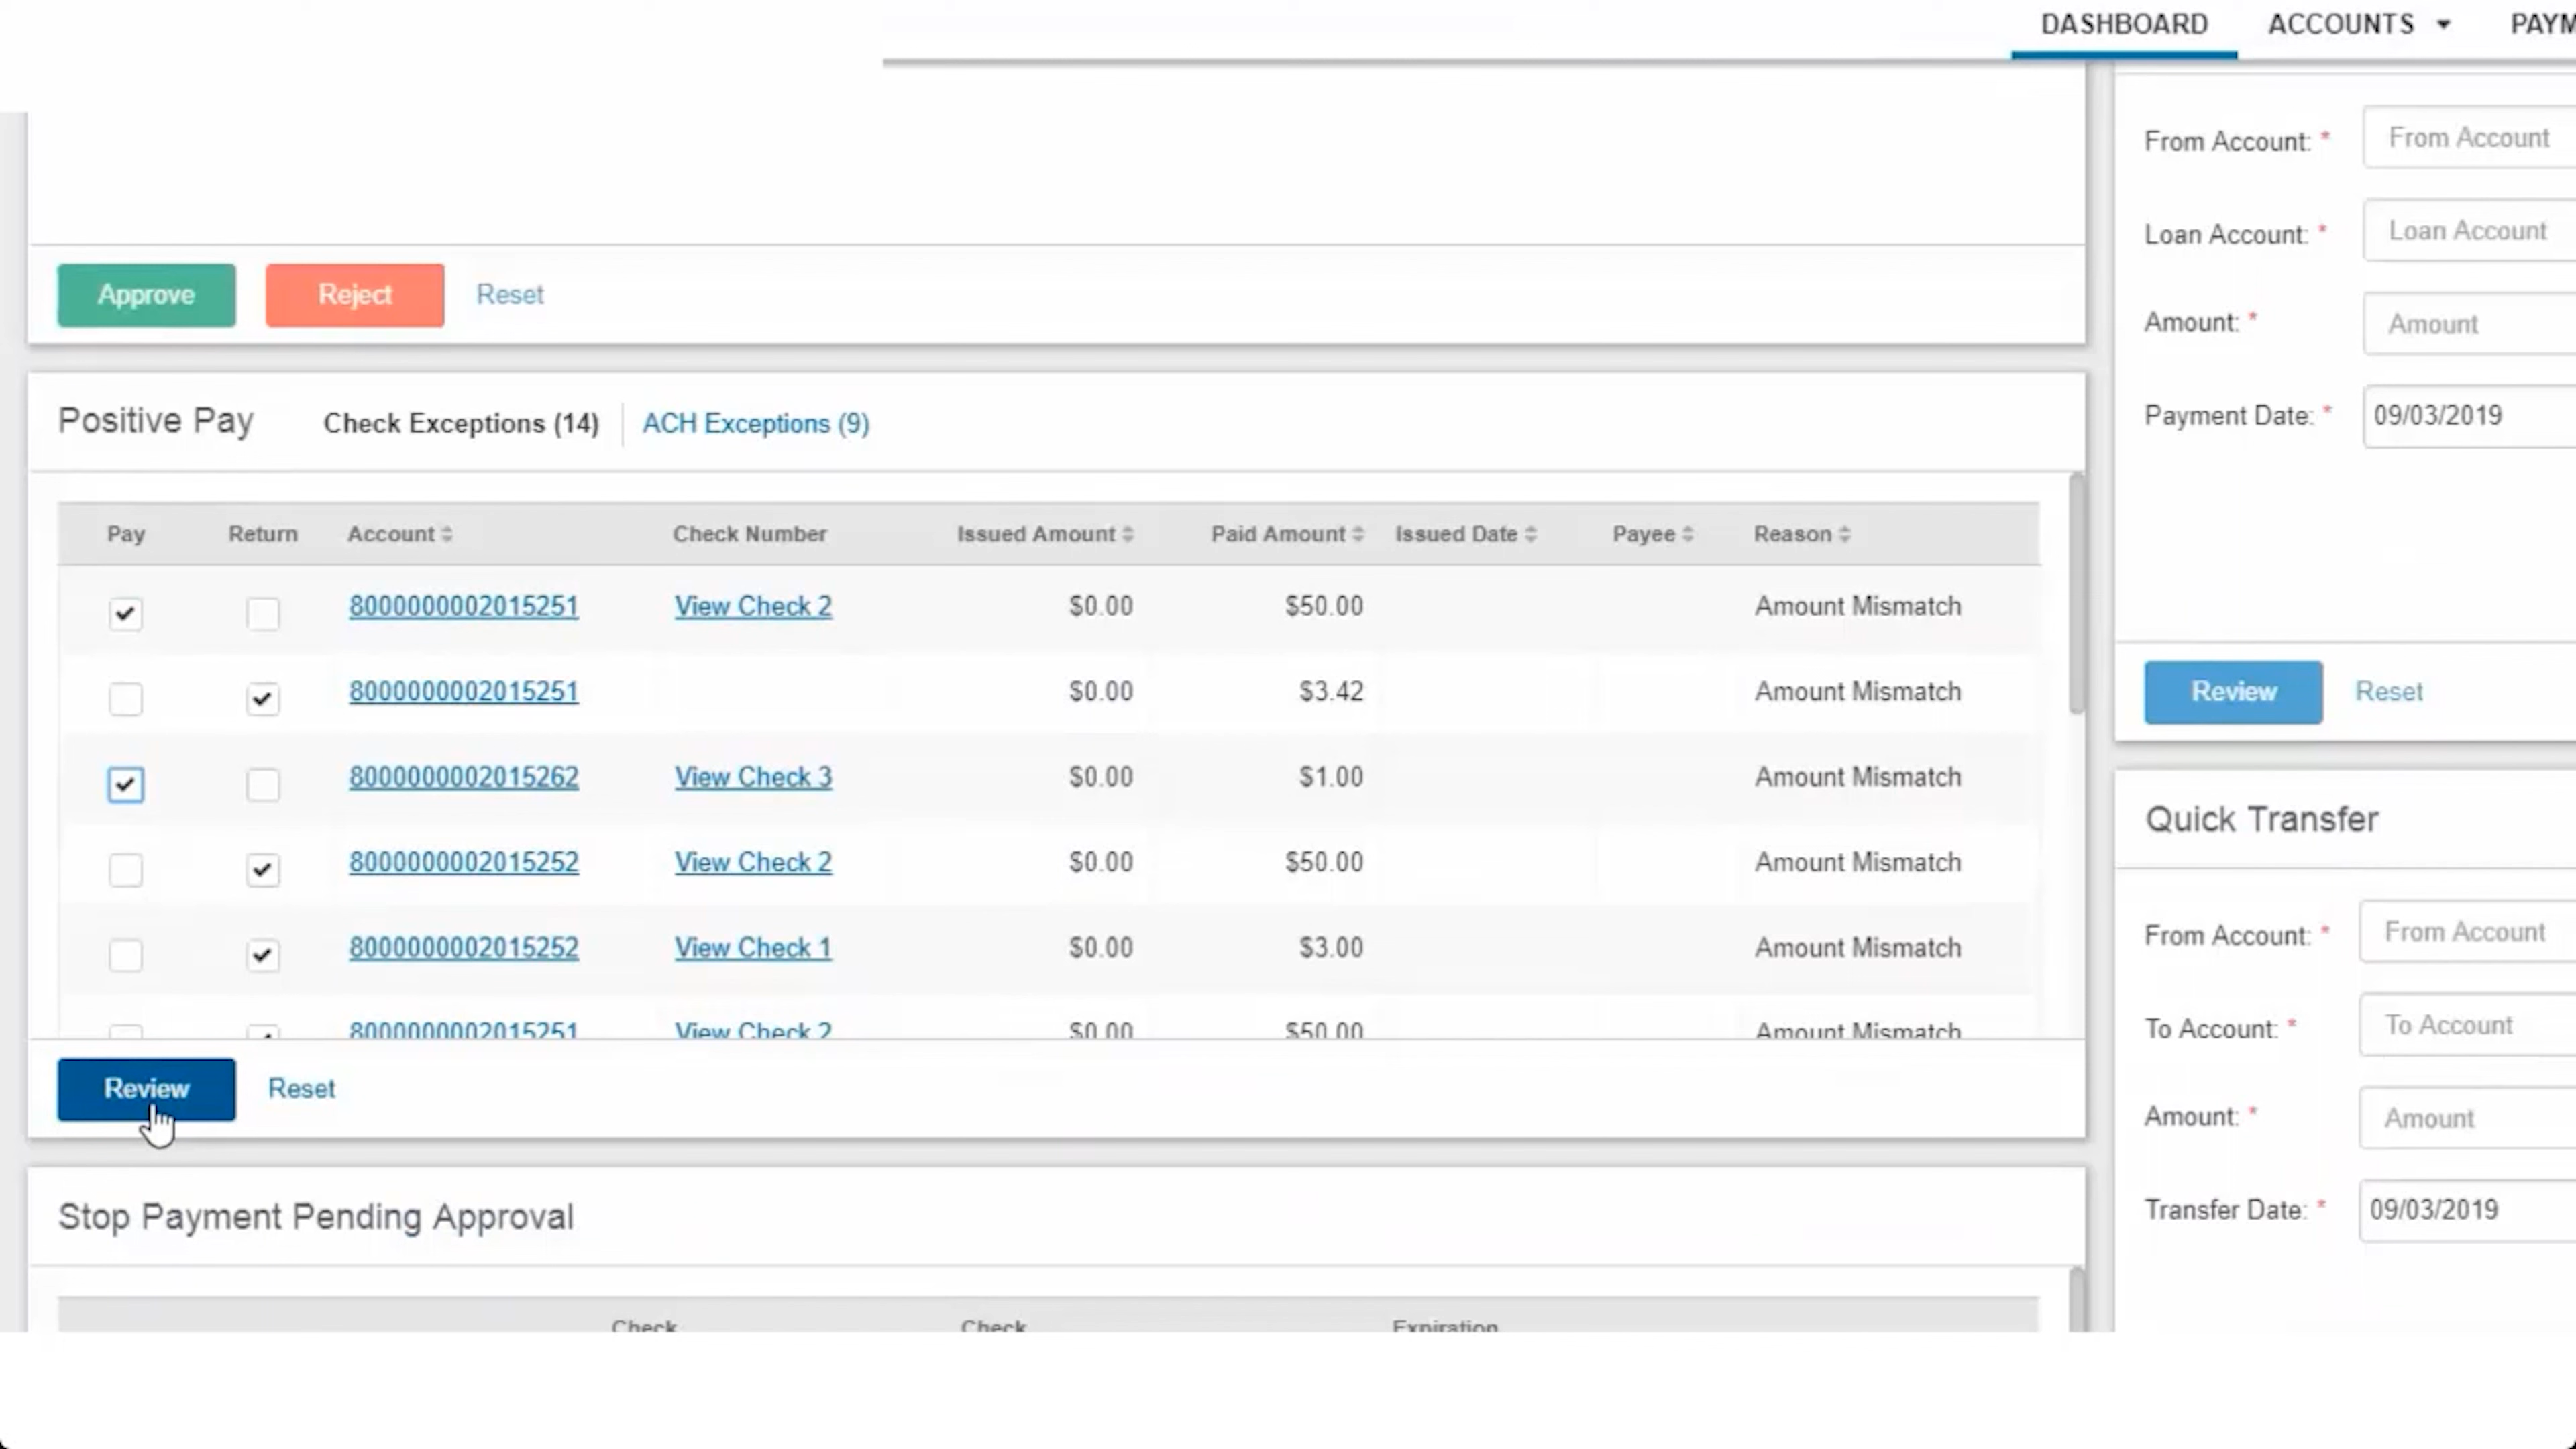 DASHBOARD ACCOUNTS PAYM
From Account: * From Account
Loan Account: * Loan Account
Amount: * Amount
Payment Date: * 09/03/2019
Review Reset
Approve Reject Reset
Positive Pay Check Exceptions (14) ACH Exceptions (9)
Pay Return Account Check Number Issued Amount Paid Amount Issued Date Payee Reason
8000000002015251 View Check 2 $0.00 $50.00 Amount Mismatch
8000000002015251 $0.00 $3.42 Amount Mismatch
8000000002015262 View Check 3 $0.00 $1.00 Amount Mismatch
8000000002015252 View Check 2 $0.00 $50.00 Amount Mismatch
8000000002015252 View Check 1 $0.00 $3.00 Amount Mismatch
8000000002015251 View Check 2 $0.00 $50.00 Amount Mismatch
Review Reset
Stop Payment Pending Approval
Check Check Expiration
Quick Transfer
From Account: * From Account
To Account: * To Account
Amount: * Amount
Transfer Date: * 09/03/2019